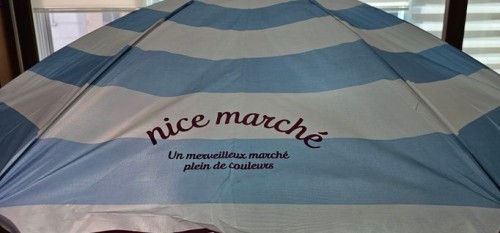 nice marché
Un merveilleux marché
plein de couleurs